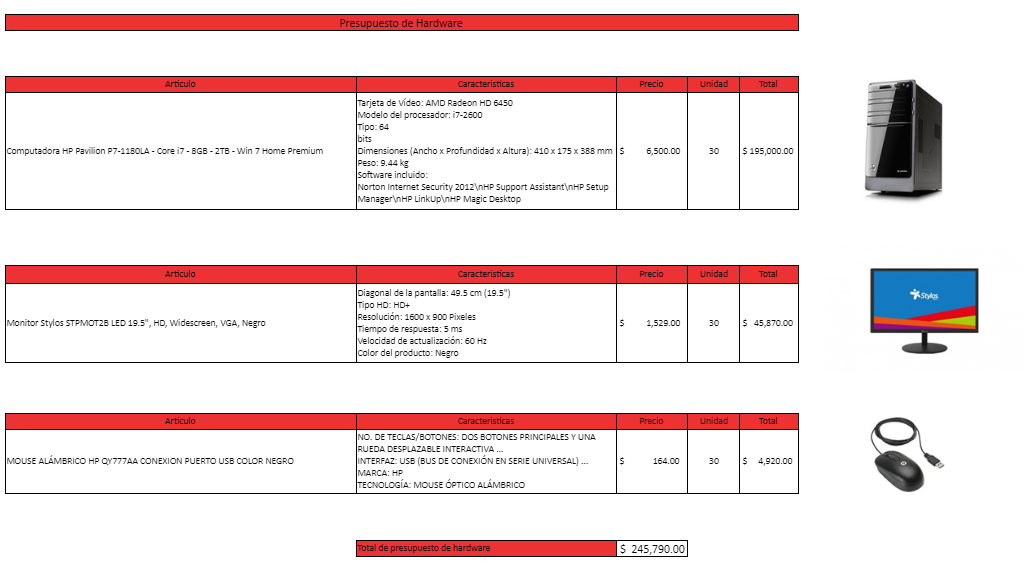 Presupuesto de Hardware
Artículo Caracteristicas Precio Unidad Total
Tarjeta de Vídeo: AMD Radeon HD 6450
Modelo del procesador: i7-2600
Tipo: 64
bits
Computadora HP Pavilion P7-1180LA - Core i7 - 8GB - 2TB - Win 7 Home Premium Dimensiones (Ancho x Profundidad x Altura): 410 x 175 x 388 mm $ 6,500.00 30 $ 195,000.00
Peso: 9.44 kg
Software incluido:
Norton Internet Security 2012\nHP Support Assistant\nHP Setup
Manager\nHP LinkUp\nHP Magic Desktop
Artículo Caracteristicas Precio Unidad Total
Diagonal de la pantalla: 49.5 cm (19.5")
Tipo HD: HD+
Resolución: 1600 x 900 Pixeles
Monitor Stylos STPMOT2B LED 19.5", HD, Widescreen, VGA, Negro $ 1,529.00 30 $ 45,870.00
Tiempo de respuesta: 5 ms
Velocidad de actualización: 60 Hz
Color del producto: Negro
Stylos
Artículo Caracteristicas Precio Unidad Total
NO. DE TECLAS/BOTONES: DOS BOTONES PRINCIPALES Y UNA
RUEDA DESPLAZABLE INTERACTIVA ...
MOUSE ALÁMBRICO HP QY777AA CONEXION PUERTO USB COLOR NEGRO INTERFAZ: USB (BUS DE CONEXIÓN EN SERIE UNIVERSAL) ... $ 164.00 30 $ 4,920.00
MARCA: HP
TECNOLOGÍA: MOUSE ÓPTICO ALÁMBRICO
Total de presupuesto de hardware $ 245,790.00